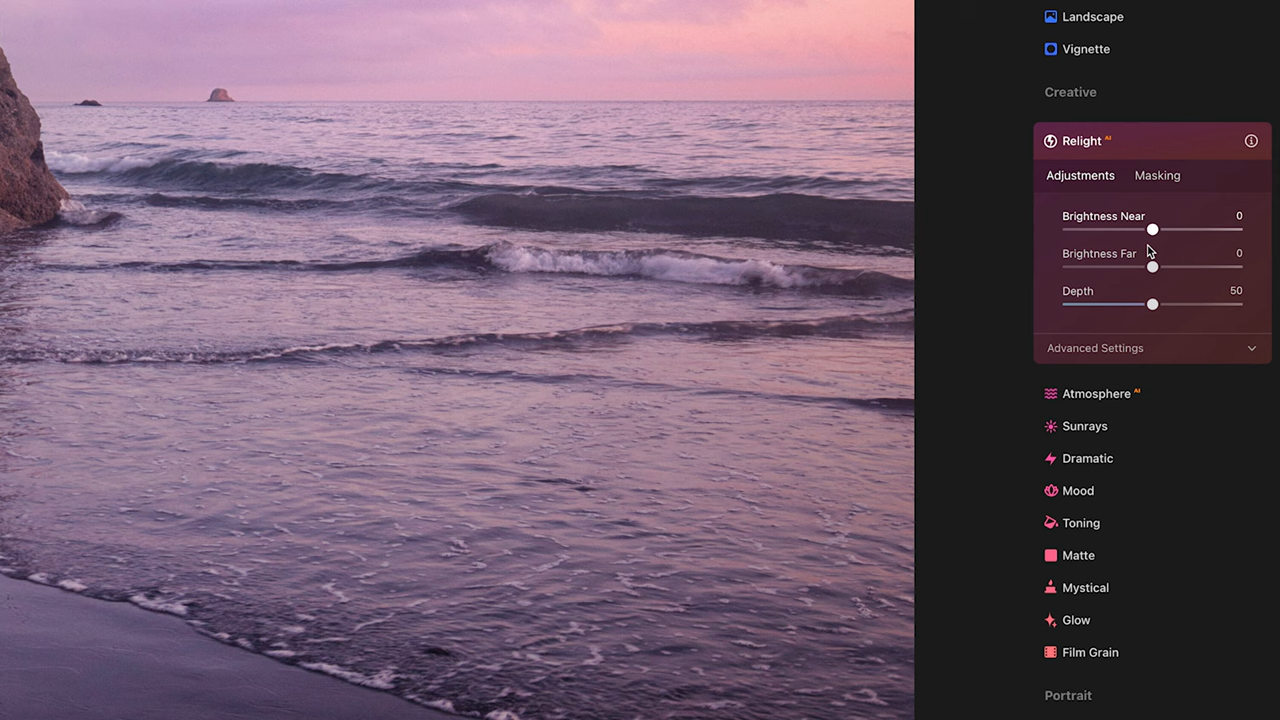 Landscape
Vignette
Creative
Relight AI
Adjustments Masking
Brightness Near 0
Brightness Far 0
Depth 50
Advanced Settings
Atmosphere AI
Sunrays
Dramatic
Mood
Toning
Matte
Mystical
Glow
Film Grain
Portrait